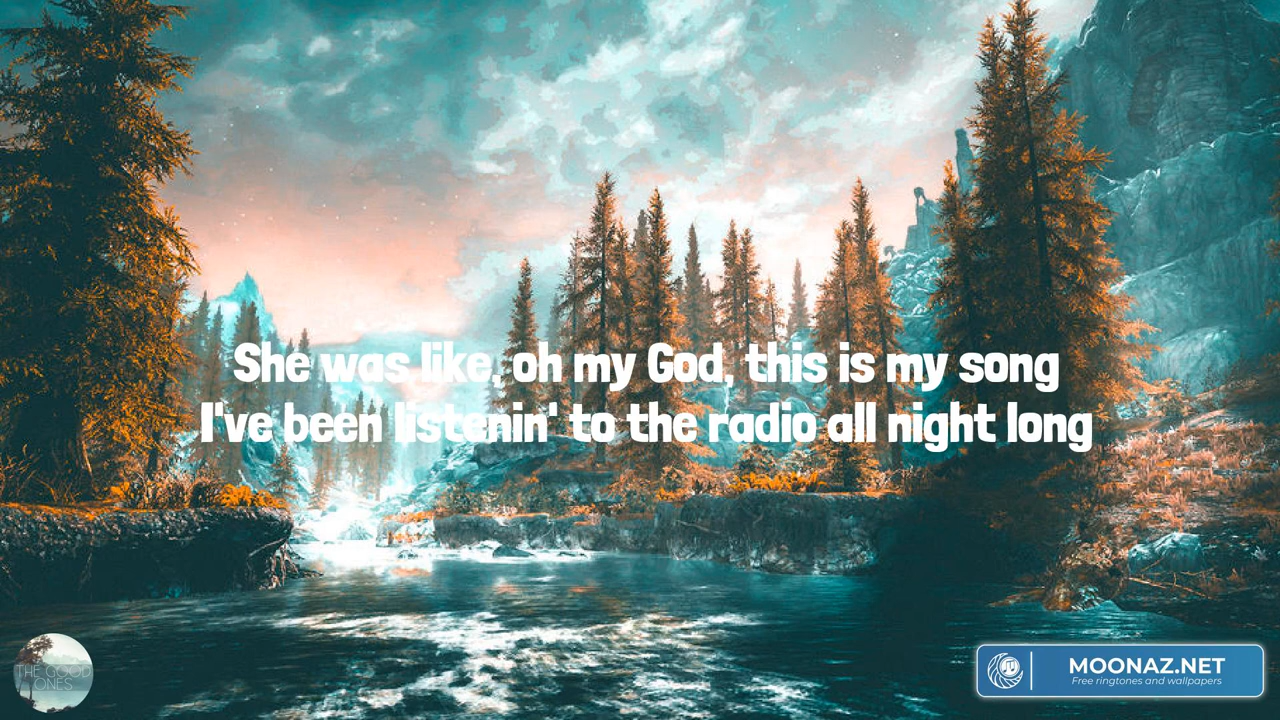 She was like, oh my God, this is my song
I've been listenin' to the radio all night long
THE GOOD
ONES
MOONAZ.NET
Free ringtones and wallpapers